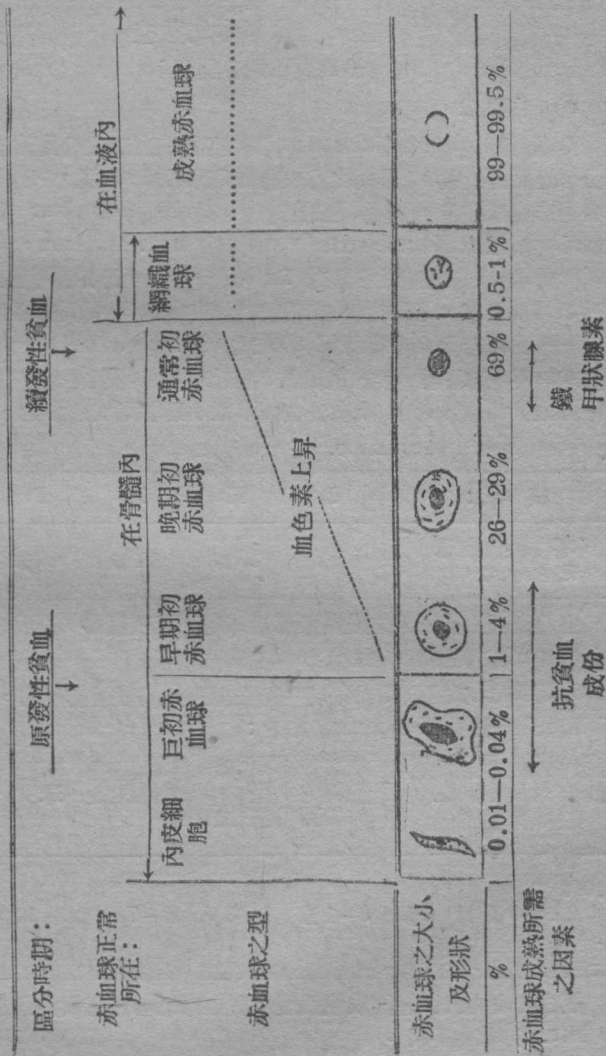 區分時期：
原發性貧血
續發性貧血
赤血球正常
所在：
在骨髓內
在血液內
赤血球之型
內皮細
胞
巨初赤
血球
早期初
赤血球
晚期初
赤血球
通常初
赤血球
網織血
球
成熟赤血球
血色素上昇
赤血球之大小
及形狀
%
0.01—0.04%
1—4%
26—29%
69%
0.5-1%
99—99.5%
赤血球成熟所需
之因素
抗貧血
成份
鐵
甲狀腺素